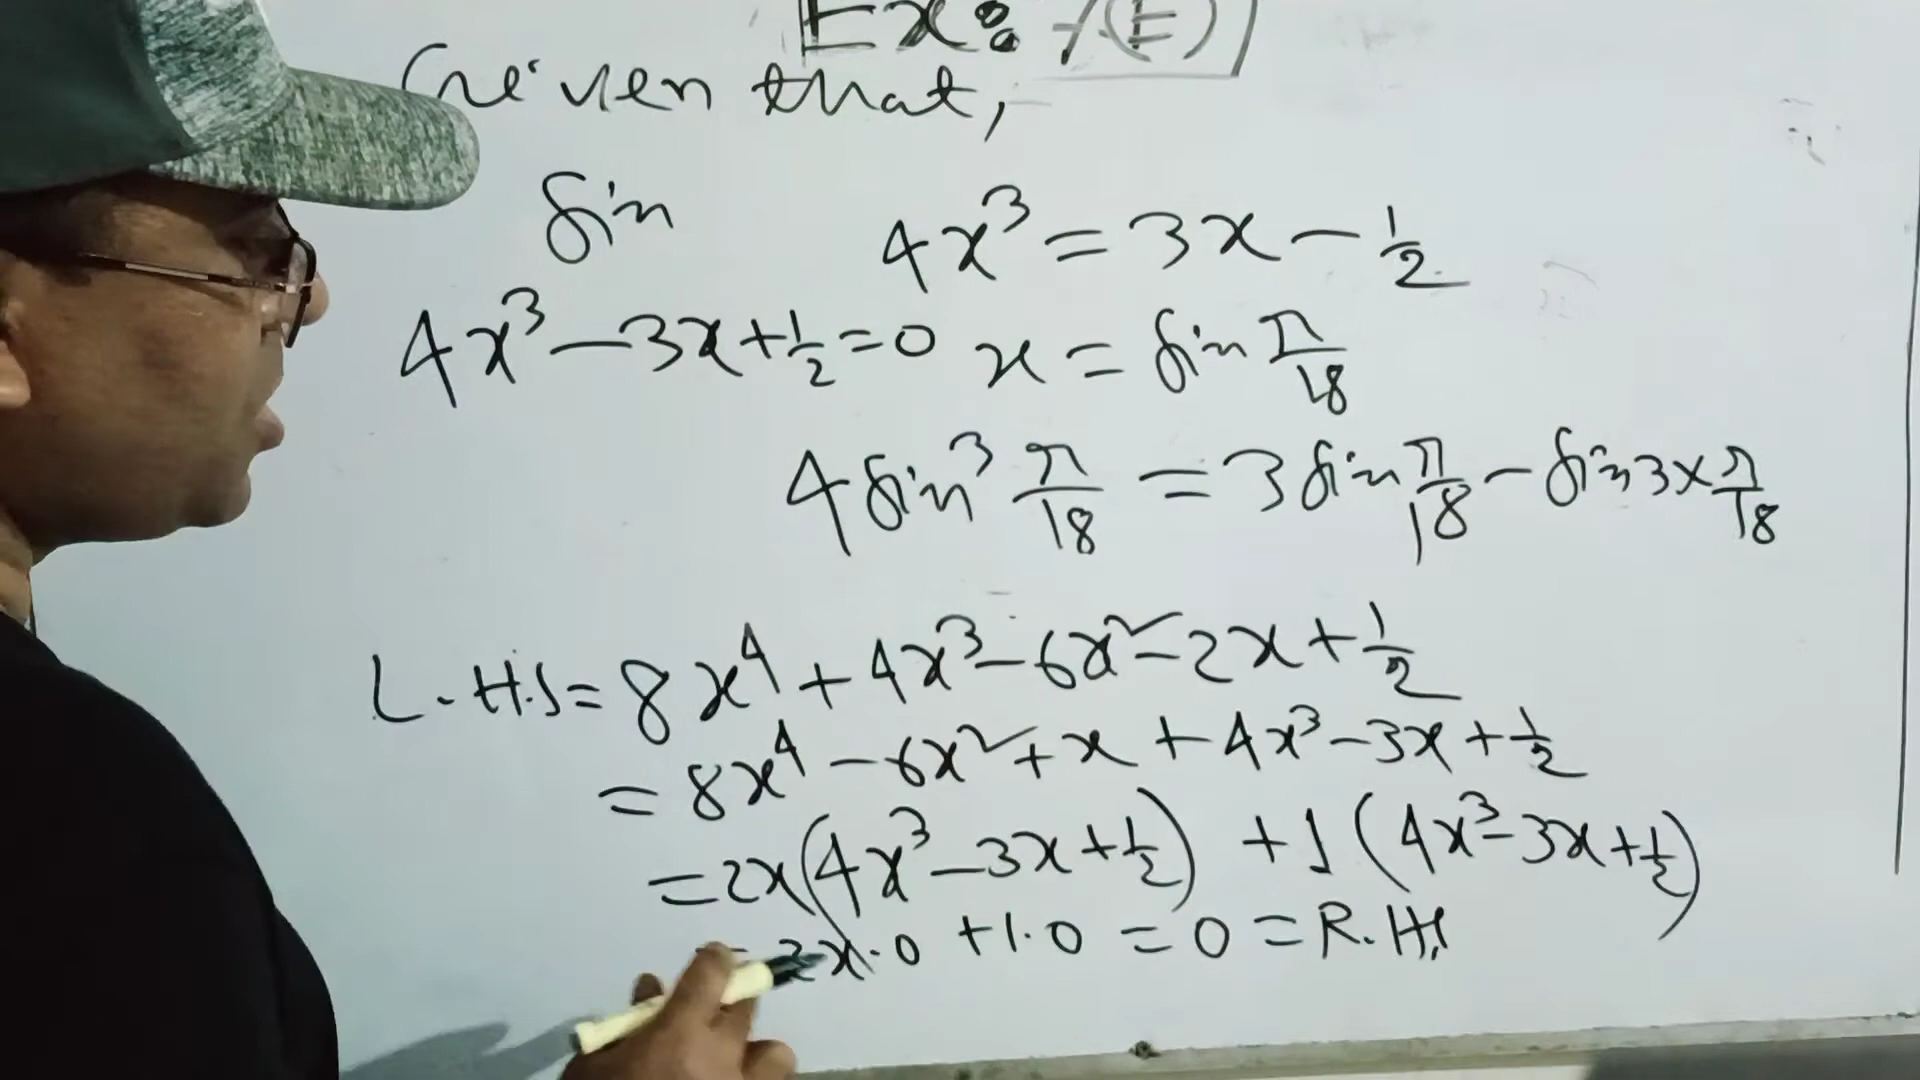 Ex: 7(E)
Given that,
sin
4x³ = 3x - 1/2
4x³ - 3x + 1/2 = 0
x = sin π/18
4 sin³ π/18 = 3 sin π/18 - sin 3 × π/18
L.H.S = 8x⁴ + 4x³ - 6x² - 2x + 1/2
= 8x⁴ - 6x² + x + 4x³ - 3x + 1/2
= 2x(4x³ - 3x + 1/2) + 1(4x³ - 3x + 1/2)
= 2x·0 + 1·0 = 0 = R.H.S